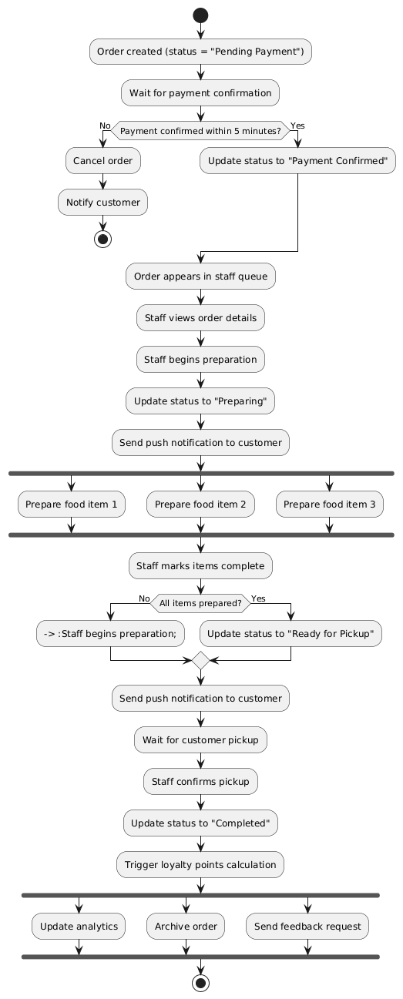 Order created (status = "Pending Payment")
Wait for payment confirmation
No
Payment confirmed within 5 minutes?
Yes
Cancel order
Update status to "Payment Confirmed"
Notify customer
Order appears in staff queue
Staff views order details
Staff begins preparation
Update status to "Preparing"
Send push notification to customer
Prepare food item 1
Prepare food item 2
Prepare food item 3
Staff marks items complete
No
All items prepared?
Yes
-> :Staff begins preparation;
Update status to "Ready for Pickup"
Send push notification to customer
Wait for customer pickup
Staff confirms pickup
Update status to "Completed"
Trigger loyalty points calculation
Update analytics
Archive order
Send feedback request